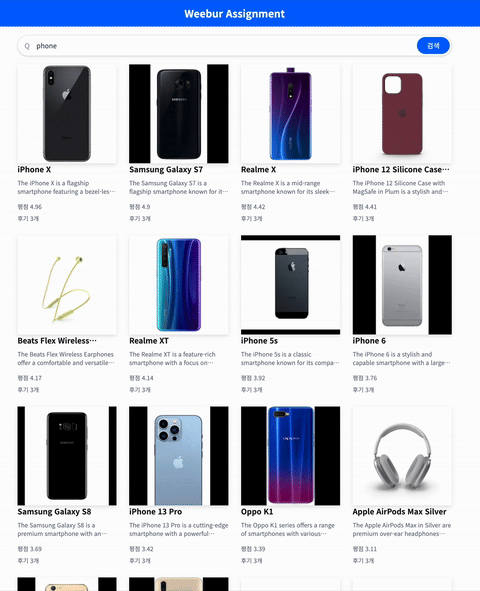 Weebur Assignment
phone
검색
iPhone X
The iPhone X is a flagship
smartphone featuring a bezel-les…
평점 4.96
후기 3개
Samsung Galaxy S7
The Samsung Galaxy S7 is a
flagship smartphone known for it…
평점 4.9
후기 3개
Realme X
The Realme X is a mid-range
smartphone known for its sleek…
평점 4.42
후기 3개
iPhone 12 Silicone Case…
The iPhone 12 Silicone Case with
MagSafe in Plum is a stylish and…
평점 4.41
후기 3개
Beats Flex Wireless…
The Beats Flex Wireless Earphones
offer a comfortable and versatile…
평점 4.17
후기 3개
Realme XT
The Realme XT is a feature-rich
smartphone with a focus on…
평점 4.14
후기 3개
iPhone 5s
The iPhone 5s is a classic
smartphone known for its compa…
평점 3.92
후기 3개
iPhone 6
The iPhone 6 is a stylish and
capable smartphone with a large…
평점 3.76
후기 3개
Samsung Galaxy S8
The Samsung Galaxy S8 is a
premium smartphone with an…
평점 3.69
후기 3개
iPhone 13 Pro
The iPhone 13 Pro is a cutting-edge
smartphone with a powerful…
평점 3.42
후기 3개
Oppo K1
The Oppo K1 series offers a range
of smartphones with various…
평점 3.39
후기 3개
Apple AirPods Max Silver
The Apple AirPods Max in Silver are
premium over-ear headphones…
평점 3.11
후기 3개